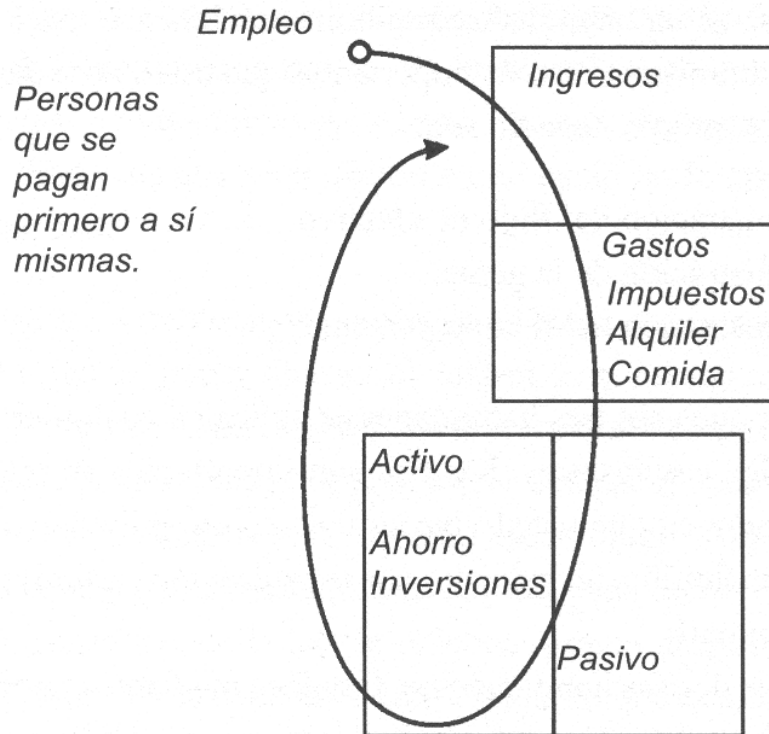 Empleo
Personas
que se
pagan
primero a sí
mismas.
Ingresos
Gastos
Impuestos
Alquiler
Comida
Activo
Ahorro
Inversiones
Pasivo